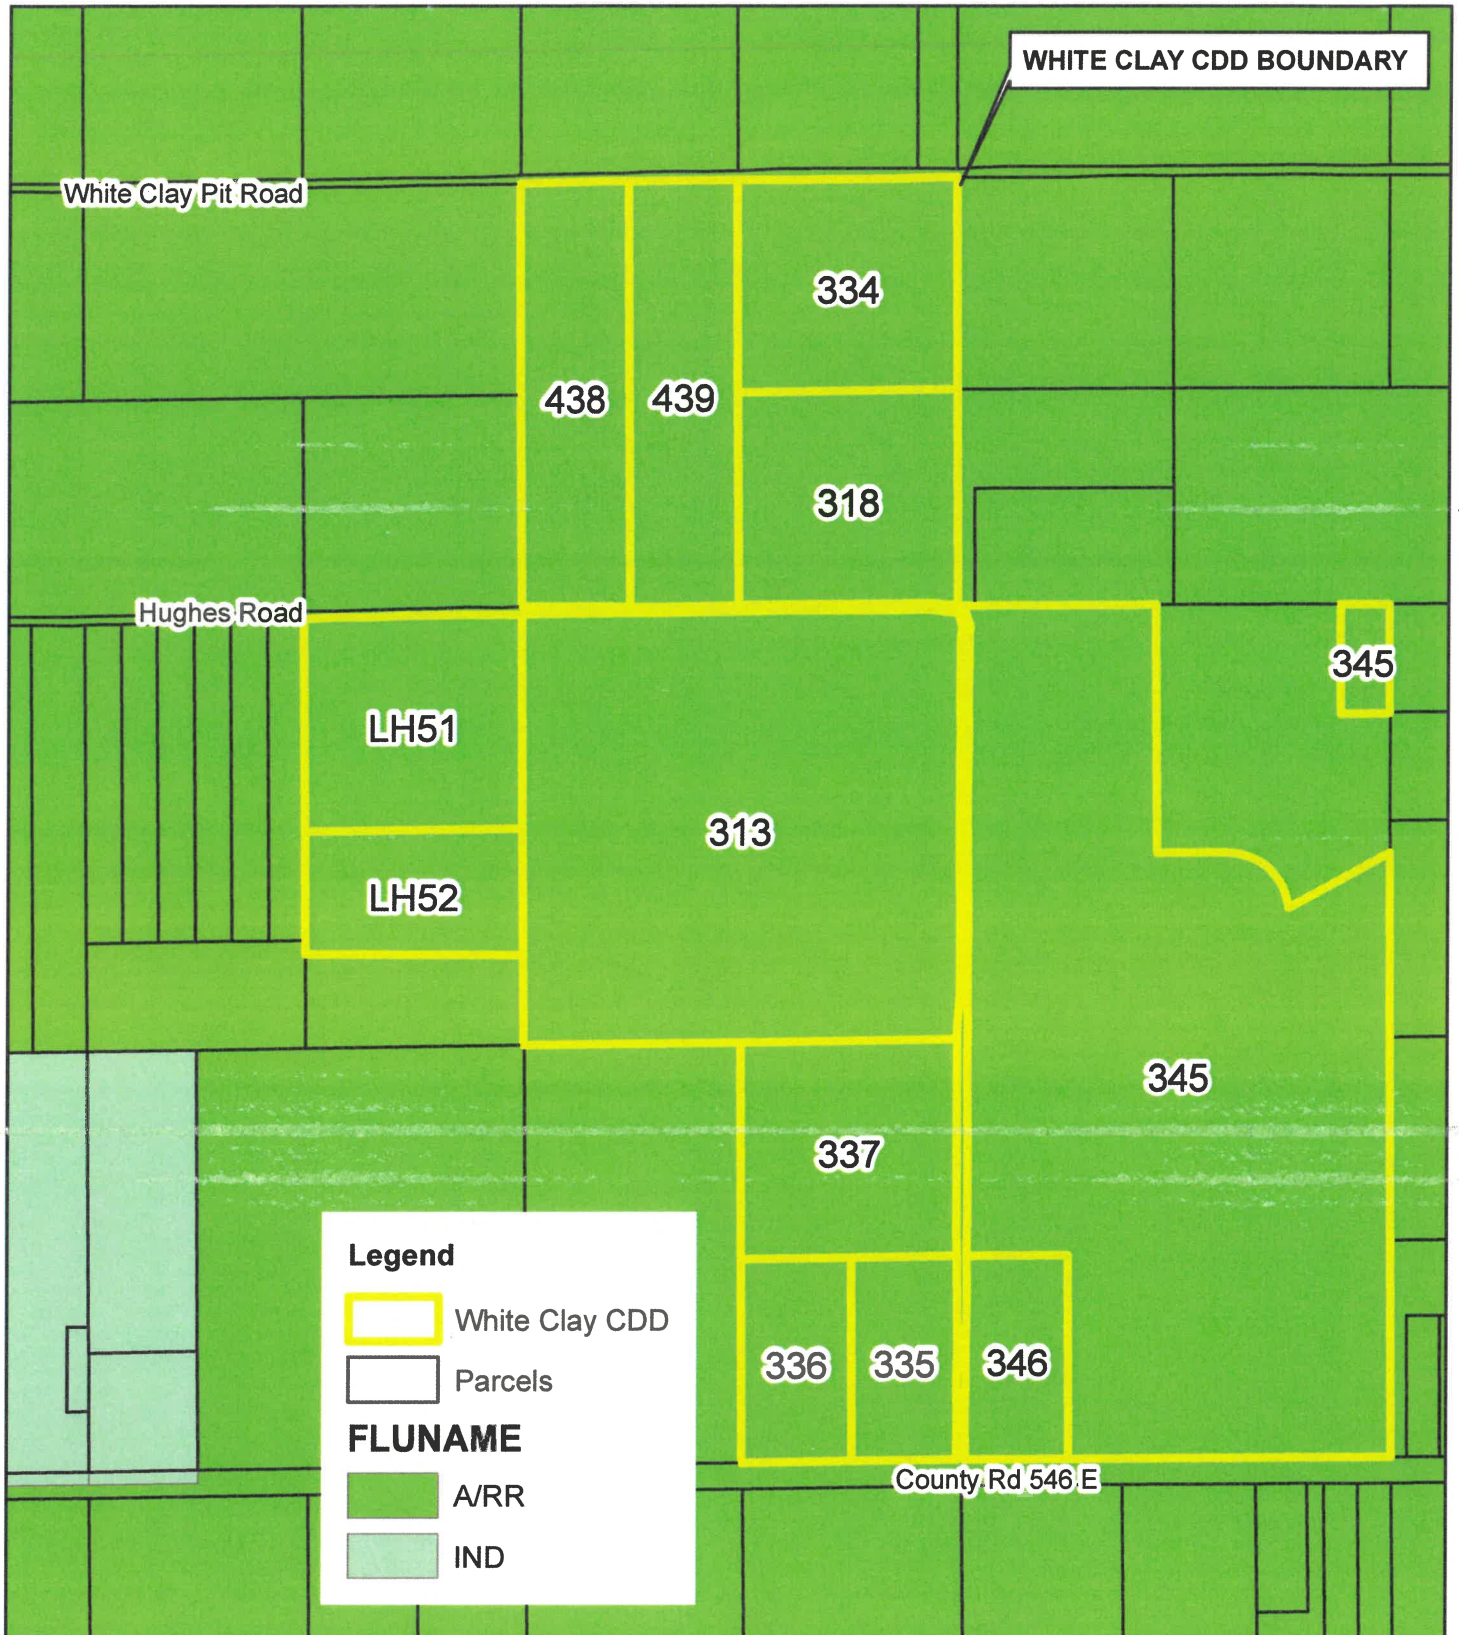 WHITE CLAY CDD BOUNDARY
White Clay Pit Road
334
438
439
318
Hughes Road
345
LH51
313
LH52
345
337
336
335
346
County Rd 546 E
Legend
White Clay CDD
Parcels
FLUNAME
A/RR
IND